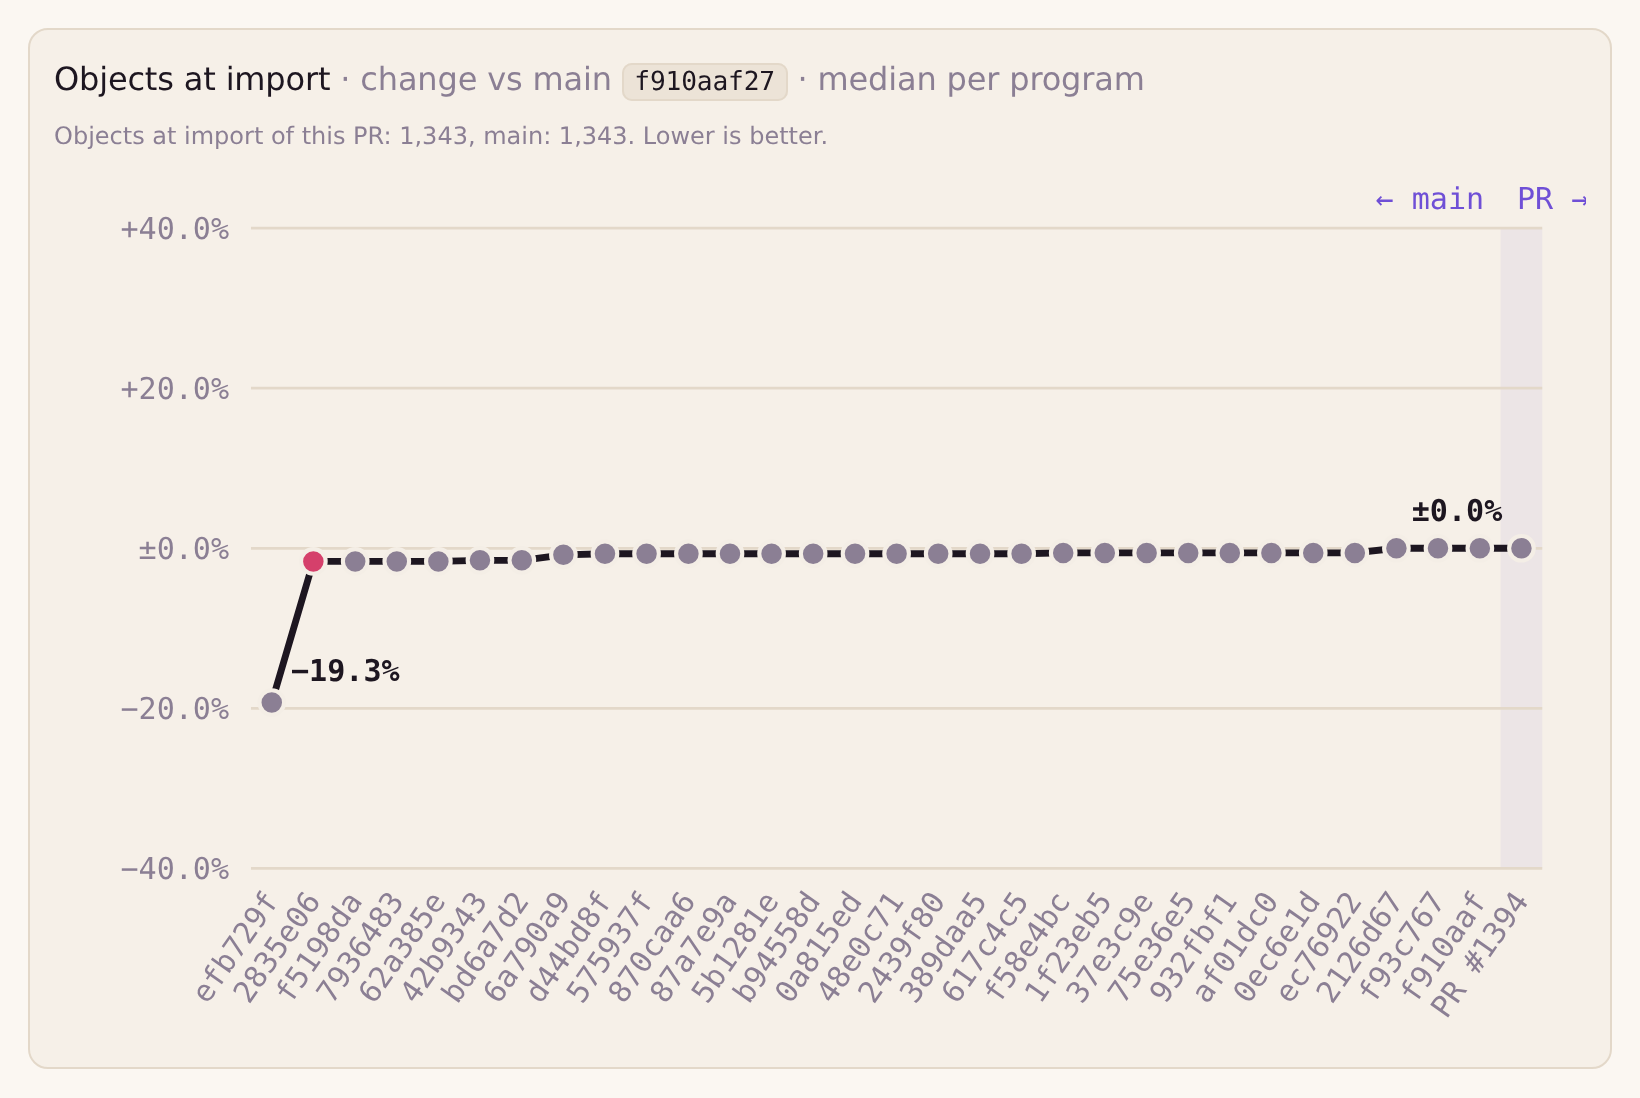 Objects at import · change vs main f910aaf27 · median per program
Objects at import of this PR: 1,343, main: 1,343. Lower is better.
← main PR →
+40.0%
+20.0%
±0.0%
−20.0%
−40.0%
±0.0%
−19.3%
efb729f
2835e06
f5198da
7936483
62a385e
42b9343
bd6a7d2
6a790a9
d44bd8f
575937f
870caa6
87a7e9a
5b1281e
b94558d
0a815ed
48e0c71
2439f80
389daa5
617c4c5
f58e4bc
1f23eb5
37e3c9e
75e36e5
932fbf1
af01dc0
0ec6e1d
ec76922
2126d67
f93c767
f910aaf
PR #1394